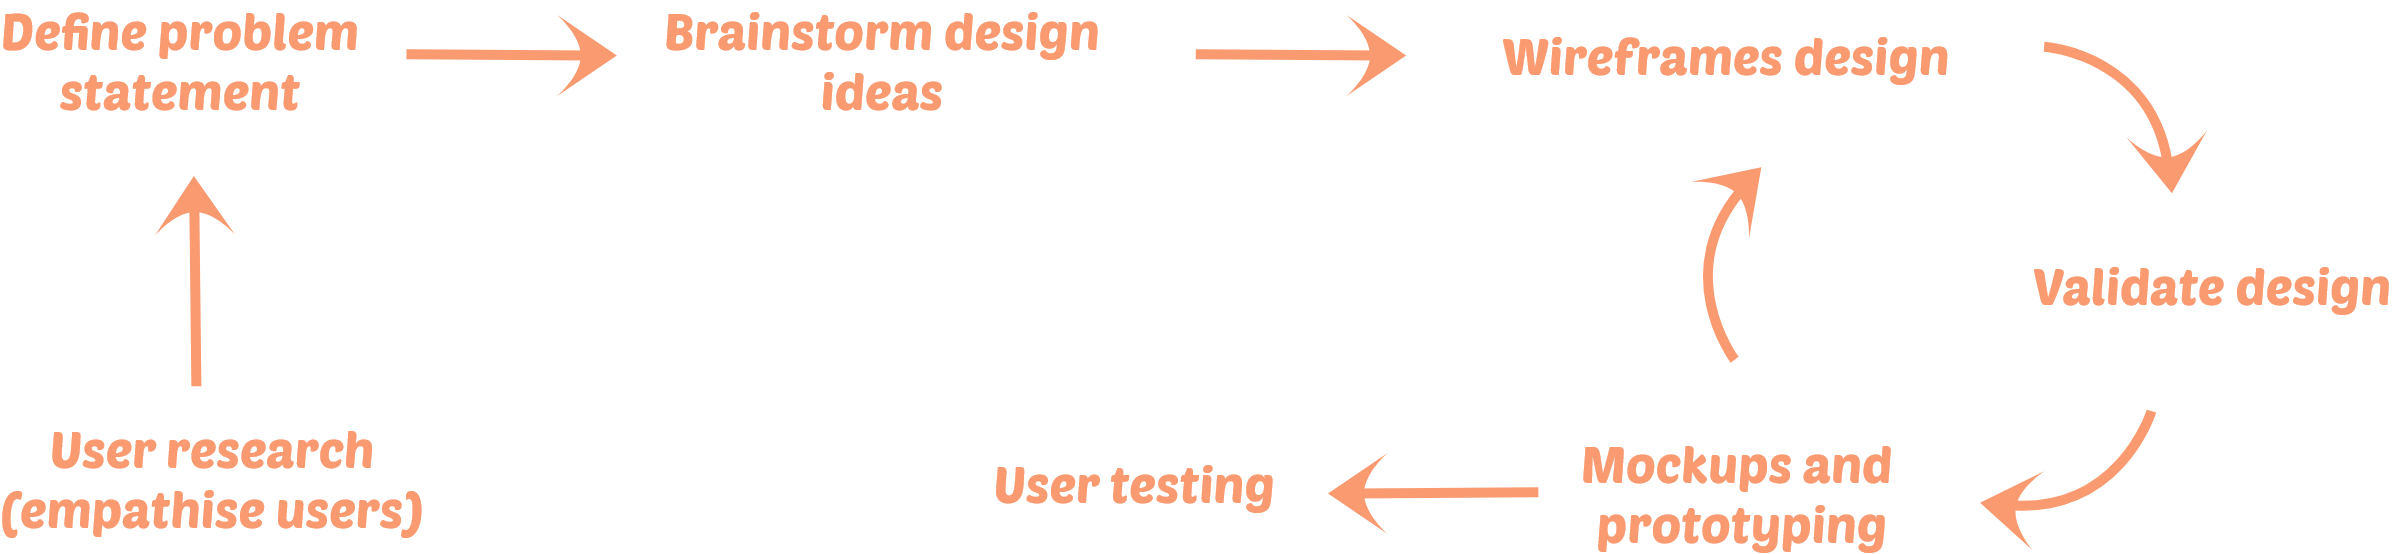 Define problem
statement
Brainstorm design
ideas
Wireframes design
Validate design
User research
(empathise users)
User testing
Mockups and
prototyping